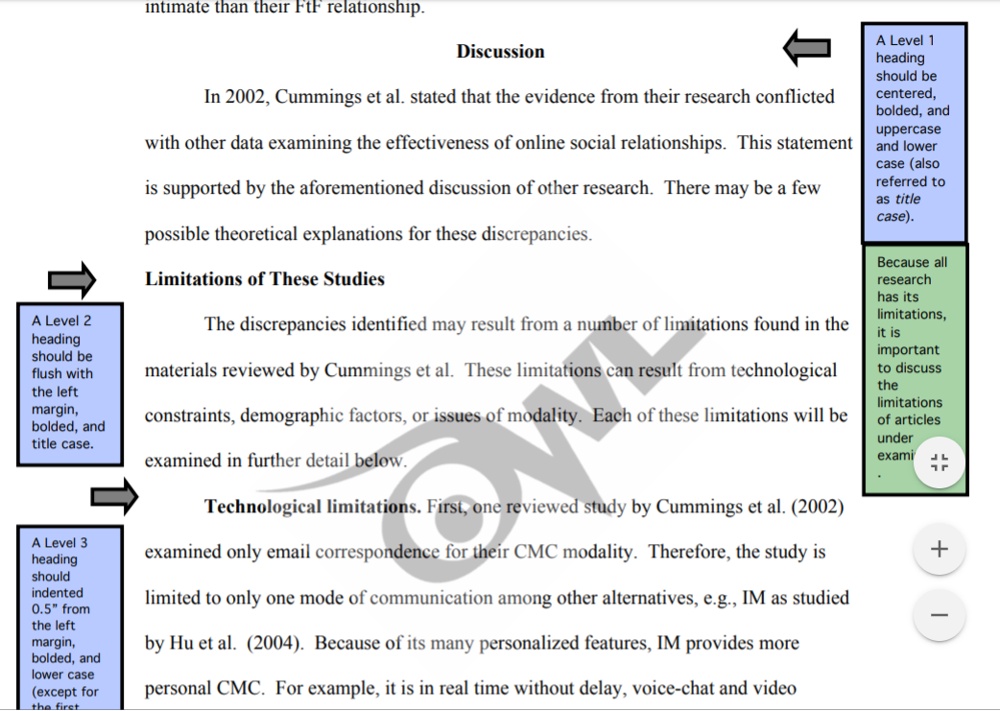 intimate than their FtF relationship.
Discussion
In 2002, Cummings et al. stated that the evidence from their research conflicted
with other data examining the effectiveness of online social relationships.  This statement
is supported by the aforementioned discussion of other research.  There may be a few
possible theoretical explanations for these discrepancies.
Limitations of These Studies
The discrepancies identified may result from a number of limitations found in the
materials reviewed by Cummings et al.  These limitations can result from technological
constraints, demographic factors, or issues of modality.  Each of these limitations will be
examined in further detail below.
Technological limitations. First, one reviewed study by Cummings et al. (2002)
examined only email correspondence for their CMC modality.  Therefore, the study is
limited to only one mode of communication among other alternatives, e.g., IM as studied
by Hu et al.  (2004).  Because of its many personalized features, IM provides more
personal CMC.  For example, it is in real time without delay, voice-chat and video
A Level 1
heading
should be
centered,
bolded, and
uppercase
and lower
case (also
referred to
as title
case).
Because all
research
has its
limitations,
it is
important
to discuss
the
limitations
of articles
under
.
A Level 2
heading
should be
flush with
the left
margin,
bolded, and
title case.
A Level 3
heading
should
indented
0.5" from
the left
margin,
bolded, and
lower case
(except for
the first
OWL